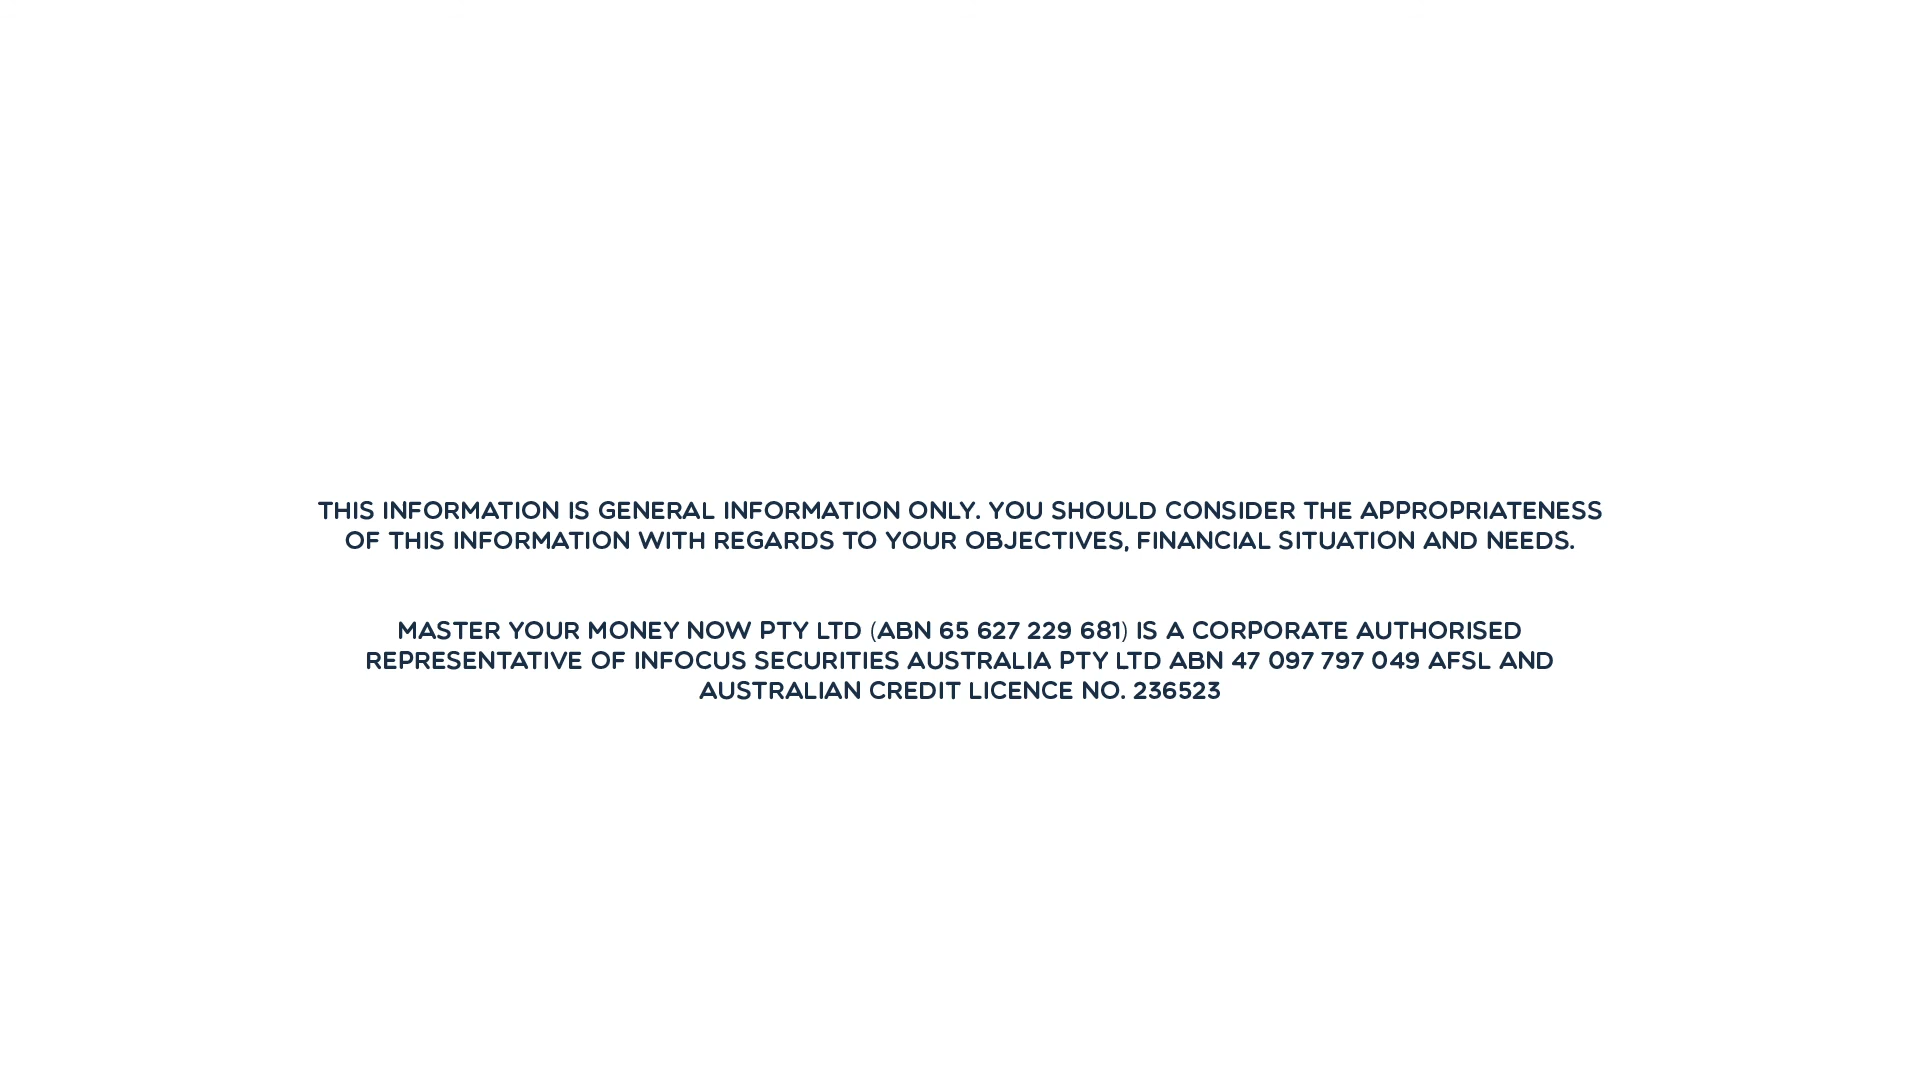 THIS INFORMATION IS GENERAL INFORMATION ONLY. YOU SHOULD CONSIDER THE APPROPRIATENESS
OF THIS INFORMATION WITH REGARDS TO YOUR OBJECTIVES, FINANCIAL SITUATION AND NEEDS.
MASTER YOUR MONEY NOW PTY LTD (ABN 65 627 229 681) IS A CORPORATE AUTHORISED
REPRESENTATIVE OF INFOCUS SECURITIES AUSTRALIA PTY LTD ABN 47 097 797 049 AFSL AND
AUSTRALIAN CREDIT LICENCE NO. 236523